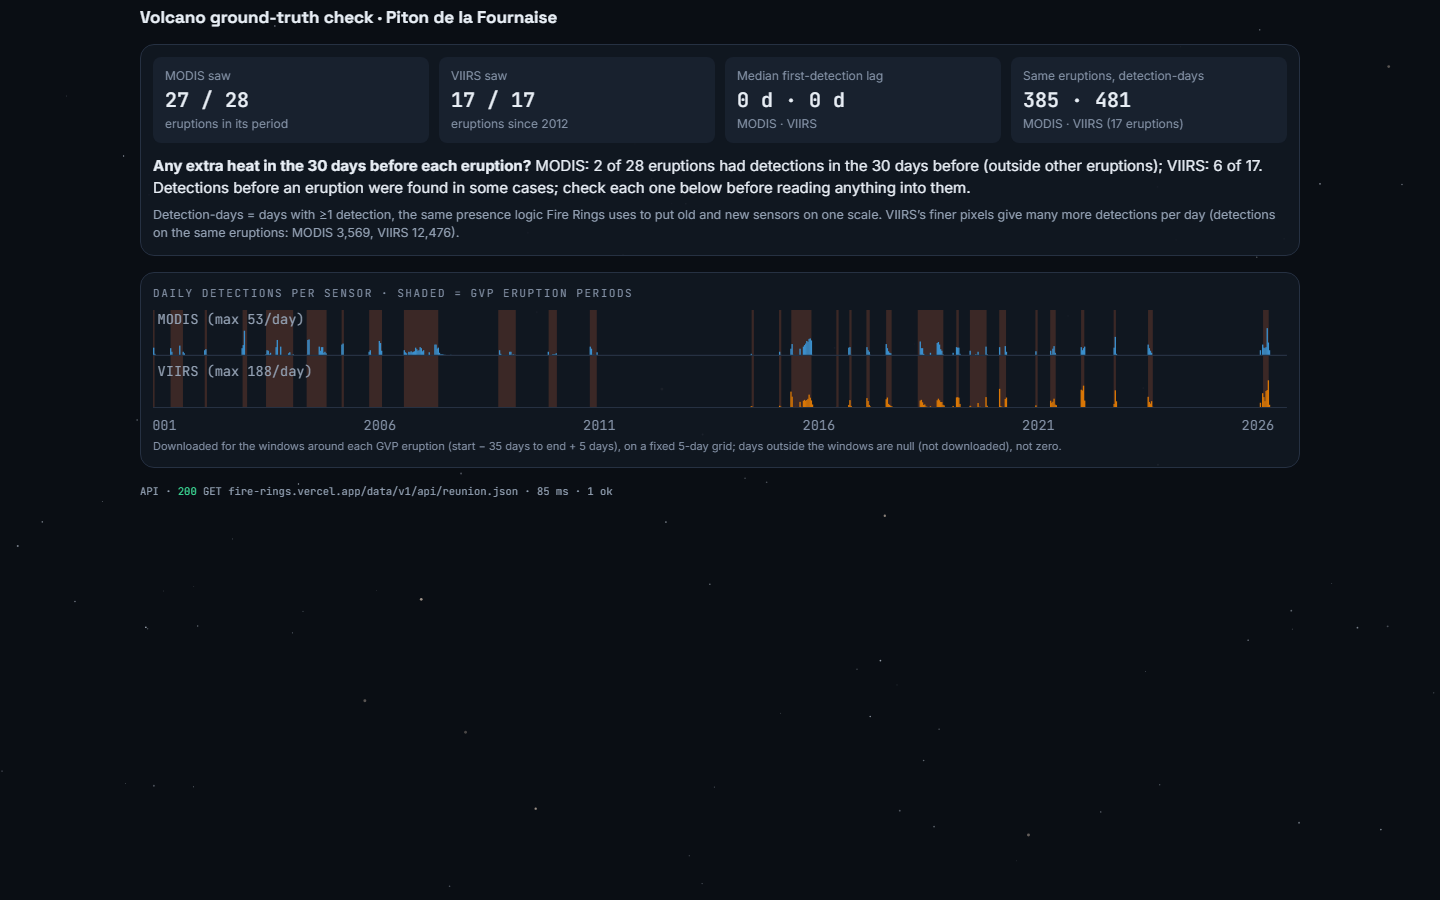 Volcano ground-truth check · Piton de la Fournaise
MODIS saw
27 / 28
eruptions in its period
VIIRS saw
17 / 17
eruptions since 2012
Median first-detection lag
0 d · 0 d
MODIS · VIIRS
Same eruptions, detection-days
385 · 481
MODIS · VIIRS (17 eruptions)
Any extra heat in the 30 days before each eruption? MODIS: 2 of 28 eruptions had detections in the 30 days before (outside other eruptions); VIIRS: 6 of 17.
Detections before an eruption were found in some cases; check each one below before reading anything into them.
Detection-days = days with ≥1 detection, the same presence logic Fire Rings uses to put old and new sensors on one scale. VIIRS's finer pixels give many more detections per day (detections
on the same eruptions: MODIS 3,569, VIIRS 12,476).
DAILY DETECTIONS PER SENSOR · SHADED = GVP ERUPTION PERIODS
MODIS (max 53/day)
VIIRS (max 188/day)
001 2006 2011 2016 2021 2026
Downloaded for the windows around each GVP eruption (start − 35 days to end + 5 days), on a fixed 5-day grid; days outside the windows are null (not downloaded), not zero.
API · 200 GET fire-rings.vercel.app/data/v1/api/reunion.json · 85 ms · 1 ok